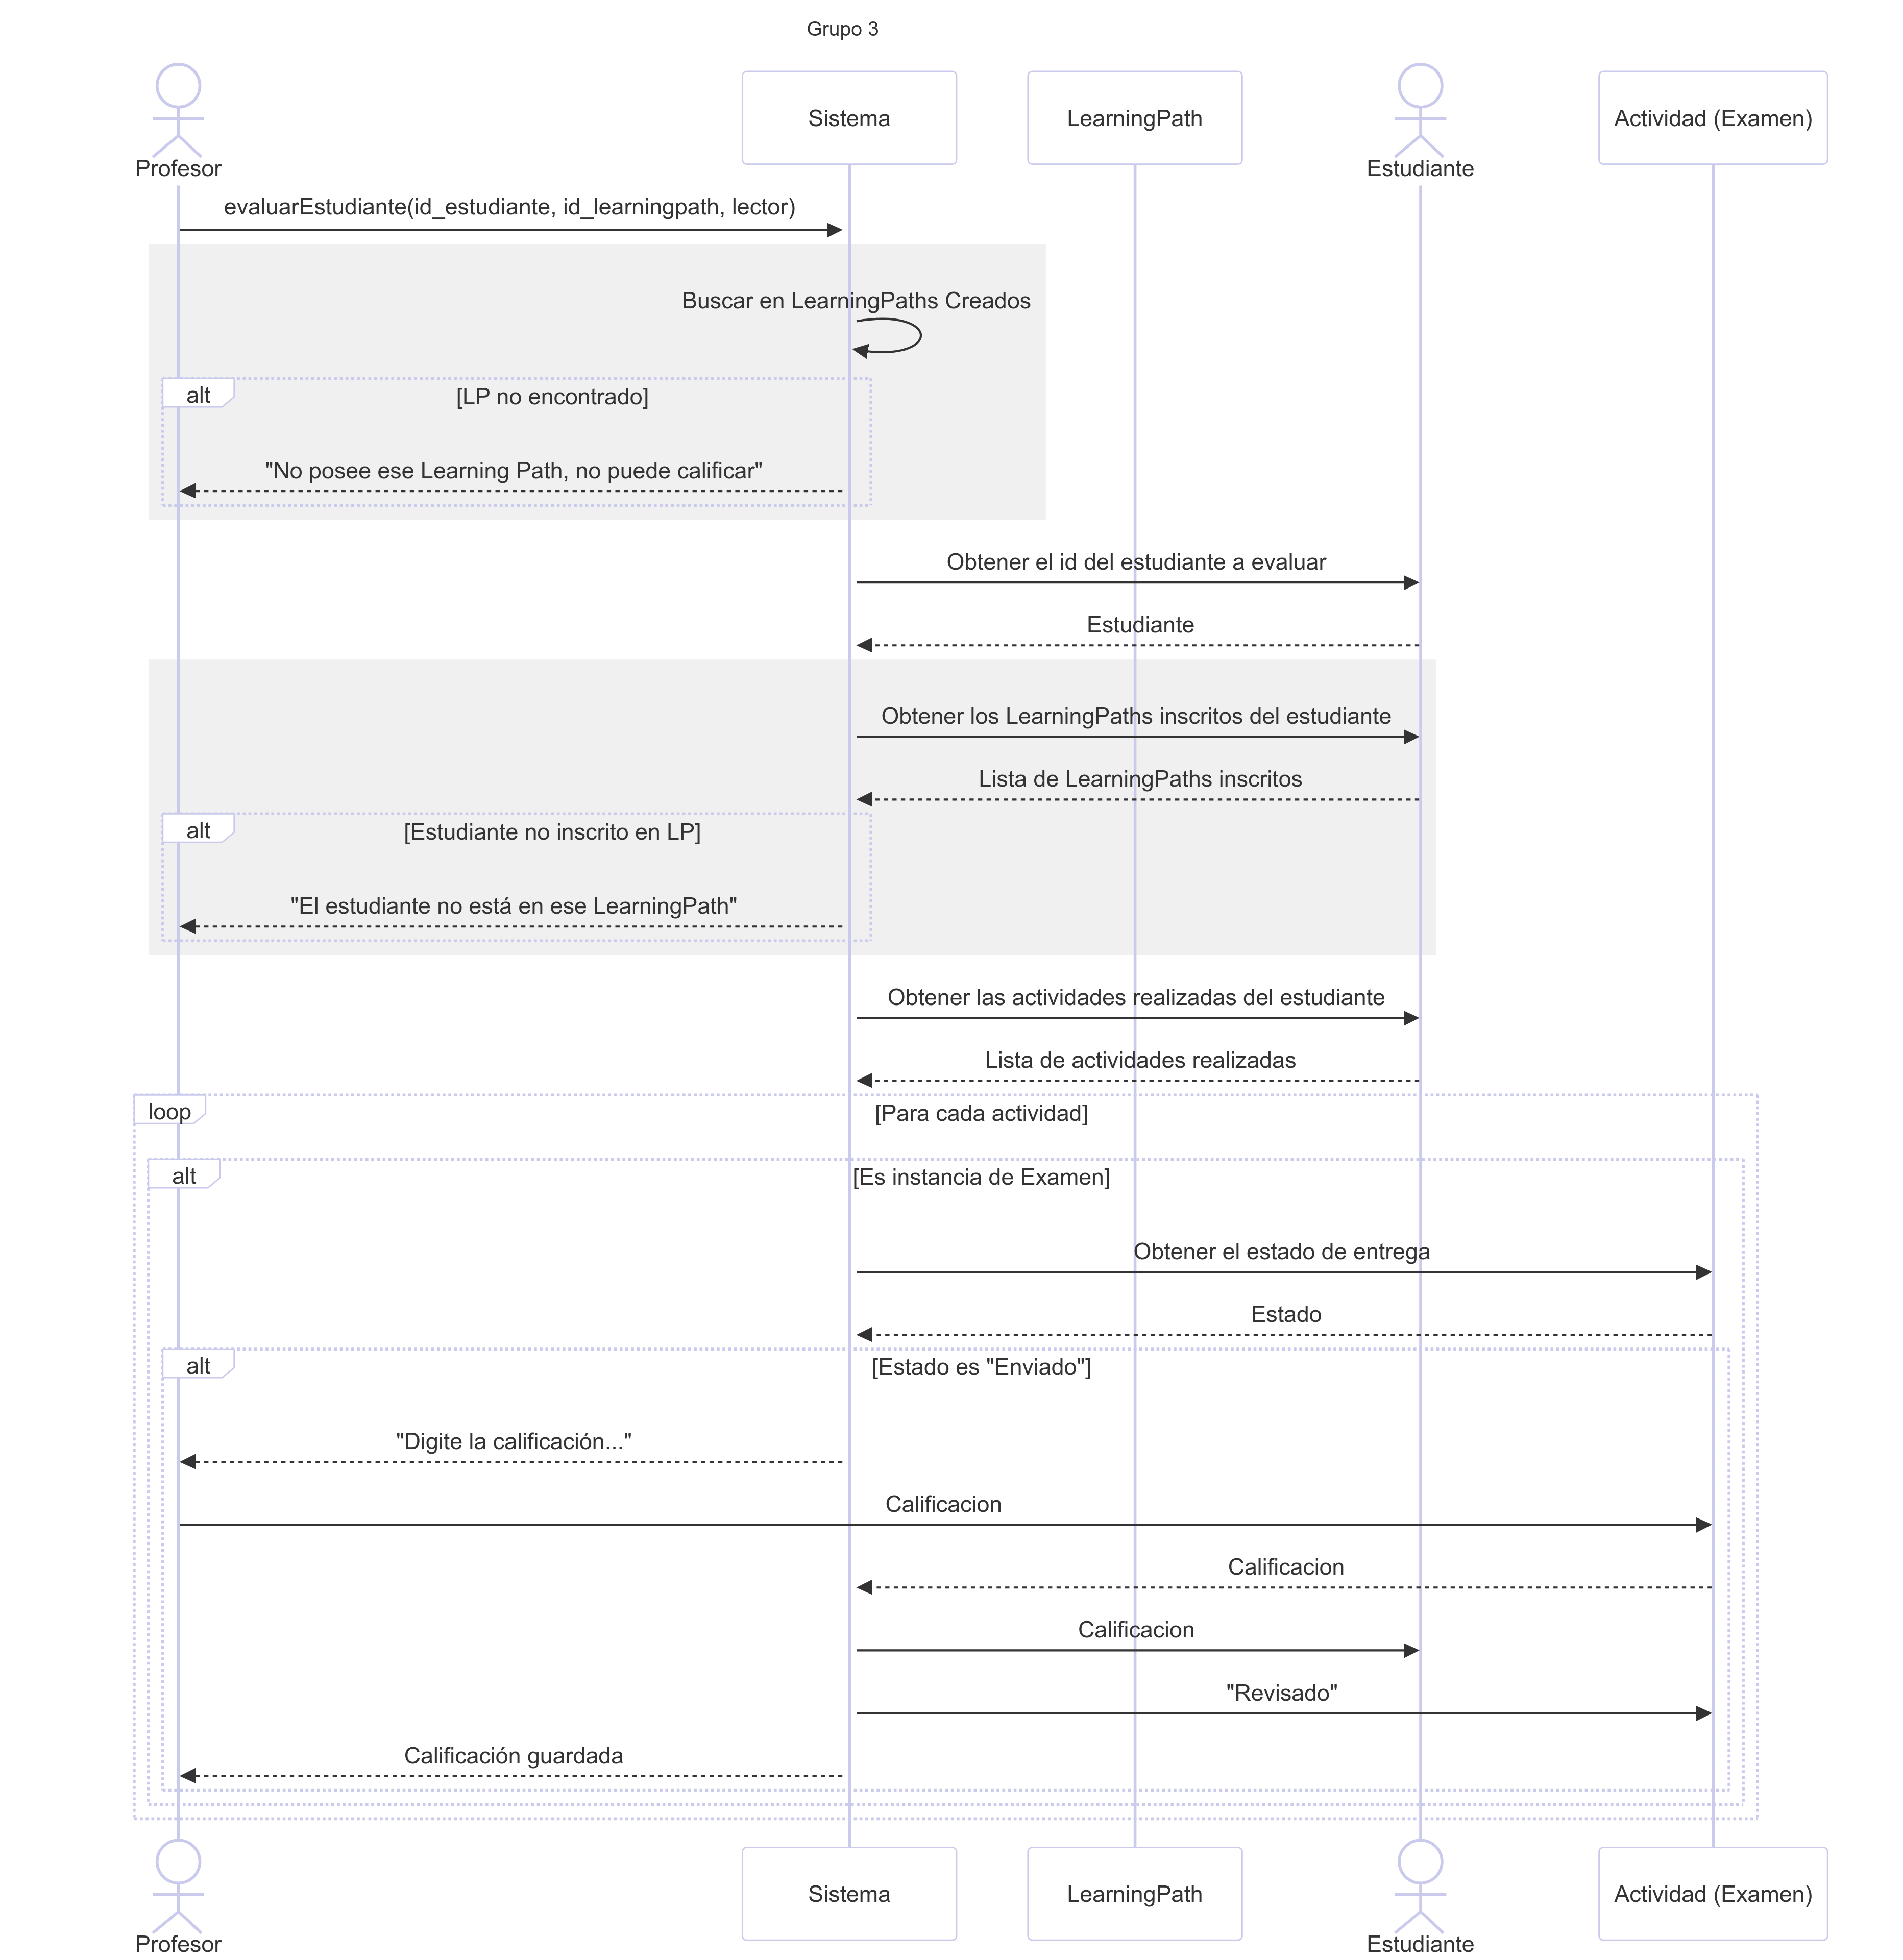 Grupo 3
Profesor
Sistema
LearningPath
Estudiante
Actividad (Examen)
evaluarEstudiante(id_estudiante, id_learningpath, lector)
Buscar en LearningPaths Creados
alt
[LP no encontrado]
"No posee ese Learning Path, no puede calificar"
Obtener el id del estudiante a evaluar
Estudiante
Obtener los LearningPaths inscritos del estudiante
Lista de LearningPaths inscritos
alt
[Estudiante no inscrito en LP]
"El estudiante no está en ese LearningPath"
Obtener las actividades realizadas del estudiante
Lista de actividades realizadas
loop
[Para cada actividad]
alt
[Es instancia de Examen]
Obtener el estado de entrega
Estado
alt
[Estado es "Enviado"]
"Digite la calificación..."
Calificacion
Calificacion
Calificacion
"Revisado"
Calificación guardada
Profesor
Sistema
LearningPath
Estudiante
Actividad (Examen)